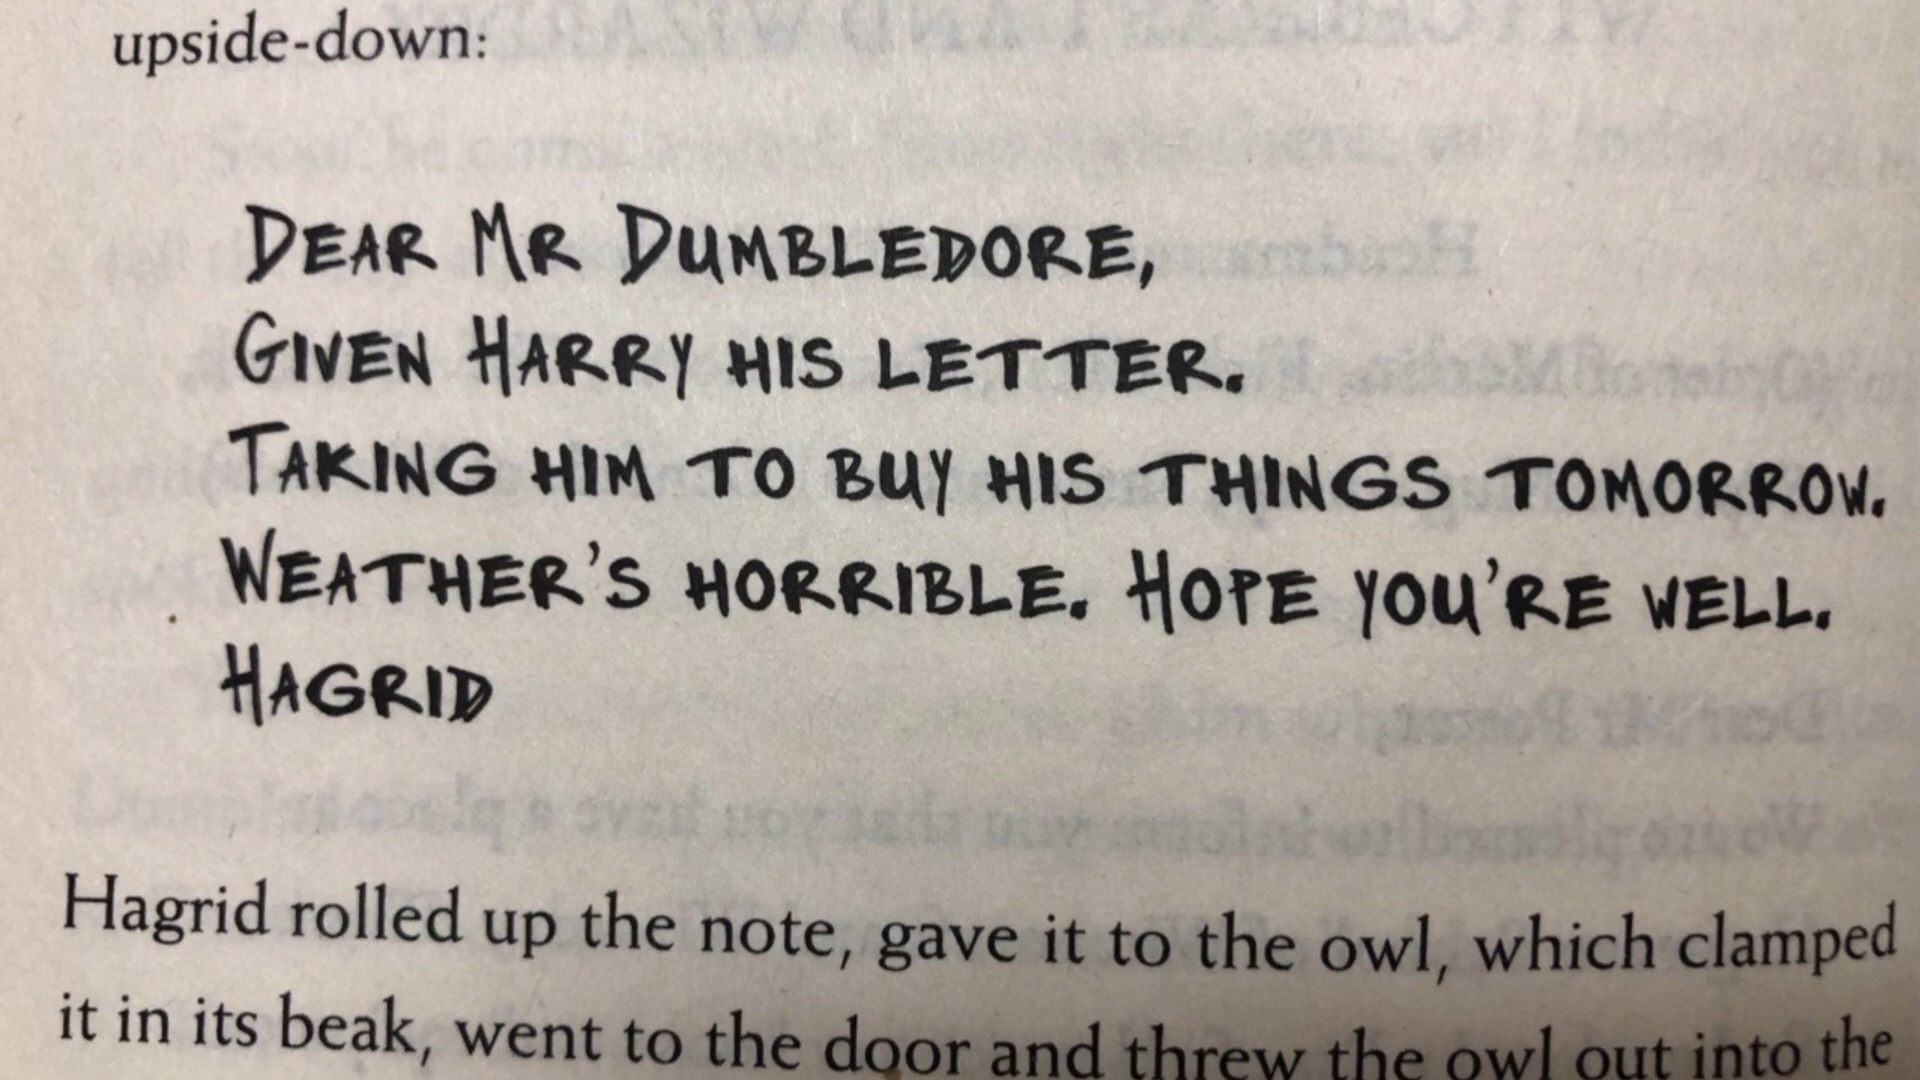 upside-down:
DEAR MR DUMBLEDORE,
GIVEN HARRY HIS LETTER.
TAKING HIM TO BUY HIS THINGS TOMORROW.
WEATHER'S HORRIBLE. HOPE YOU'RE WELL.
HAGRID
Hagrid rolled up the note, gave it to the owl, which clamped
it in its beak, went to the door and threw the owl out into the